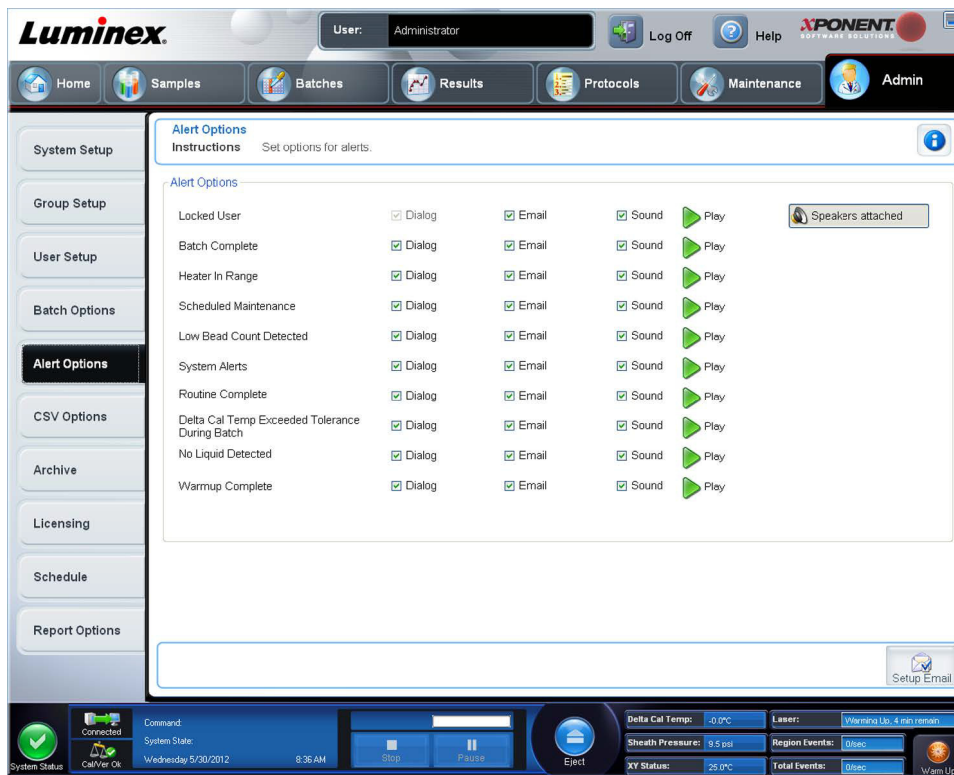 Luminex.
User: Administrator
Log Off
Help
XPONENT
SOFTWARE SOLUTIONS
Home
Samples
Batches
Results
Protocols
Maintenance
Admin
System Setup
Group Setup
User Setup
Batch Options
Alert Options
CSV Options
Archive
Licensing
Schedule
Report Options
Alert Options
Instructions Set options for alerts.
Alert Options
Locked User Dialog Email Sound Play Speakers attached
Batch Complete Dialog Email Sound Play
Heater In Range Dialog Email Sound Play
Scheduled Maintenance Dialog Email Sound Play
Low Bead Count Detected Dialog Email Sound Play
System Alerts Dialog Email Sound Play
Routine Complete Dialog Email Sound Play
Delta Cal Temp Exceeded Tolerance
During Batch Dialog Email Sound Play
No Liquid Detected Dialog Email Sound Play
Warmup Complete Dialog Email Sound Play
Setup Email
System Status
Connected
Cal/Ver Ok
Command:
System State:
Wednesday 5/30/2012 8:36 AM
Stop
Pause
Eject
Delta Cal Temp: -0.0°C
Sheath Pressure: 9.5 psi
XY Status: 25.0°C
Laser: Warming Up, 4 min remain
Region Events: 0/sec
Total Events: 0/sec
Warm Up